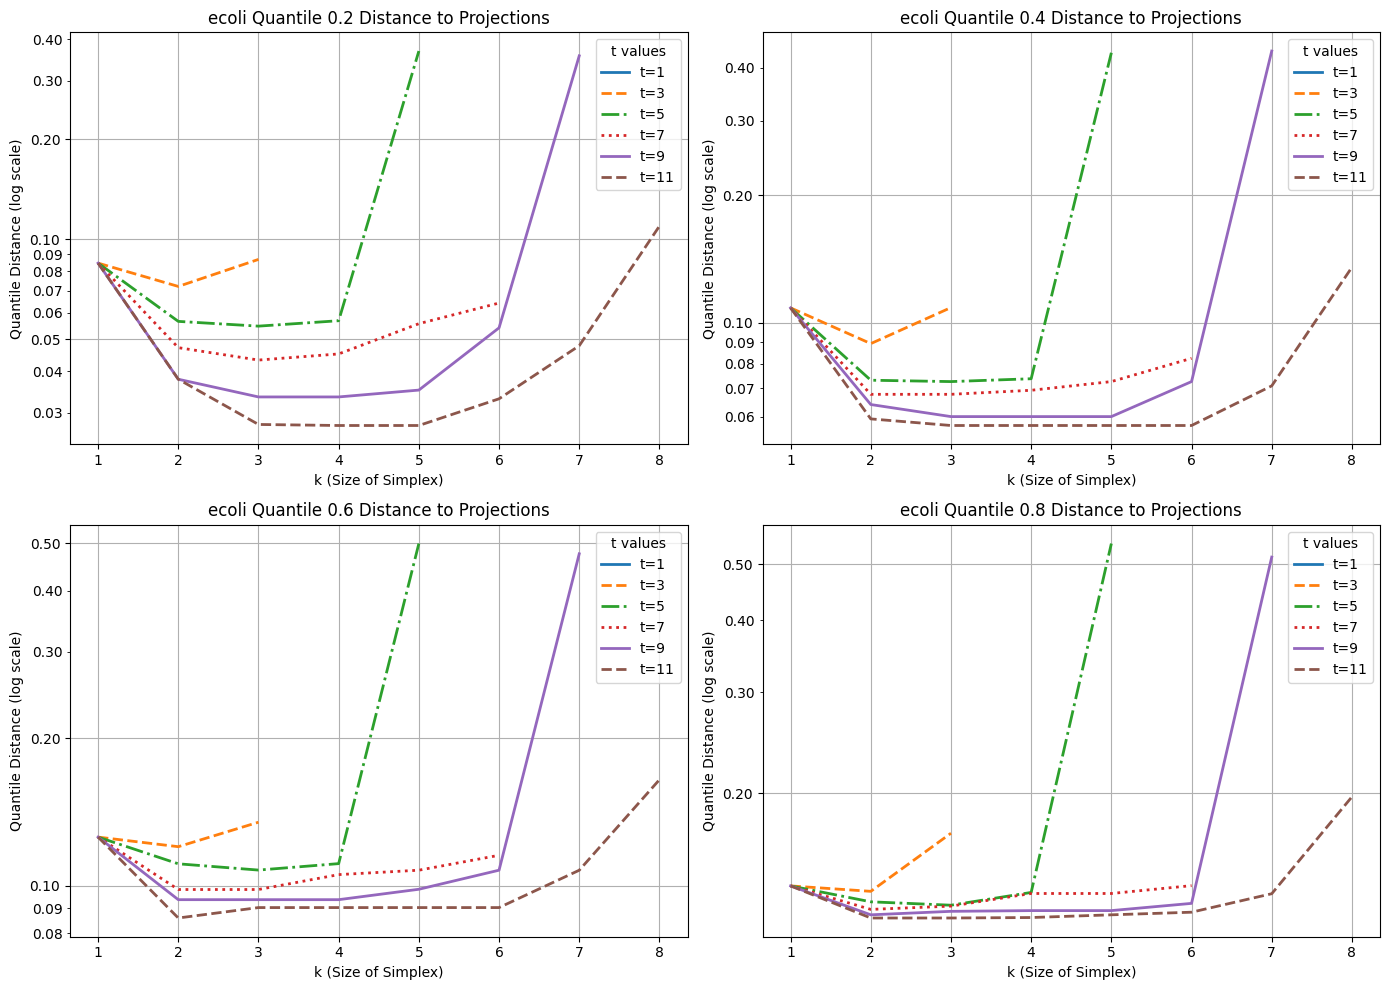 ecoli Quantile 0.2 Distance to Projections
Quantile Distance (log scale)
0.40
0.30
0.20
0.10
0.09
0.08
0.07
0.06
0.05
0.04
0.03
t values
t=1
t=3
t=5
t=7
t=9
t=11
1 2 3 4 5 6 7 8
k (Size of Simplex)
ecoli Quantile 0.4 Distance to Projections
Quantile Distance (log scale)
0.40
0.30
0.20
0.10
0.09
0.08
0.07
0.06
t values
t=1
t=3
t=5
t=7
t=9
t=11
1 2 3 4 5 6 7 8
k (Size of Simplex)
ecoli Quantile 0.6 Distance to Projections
Quantile Distance (log scale)
0.50
0.40
0.30
0.20
0.10
0.09
0.08
t values
t=1
t=3
t=5
t=7
t=9
t=11
1 2 3 4 5 6 7 8
k (Size of Simplex)
ecoli Quantile 0.8 Distance to Projections
Quantile Distance (log scale)
0.50
0.40
0.30
0.20
t values
t=1
t=3
t=5
t=7
t=9
t=11
1 2 3 4 5 6 7 8
k (Size of Simplex)